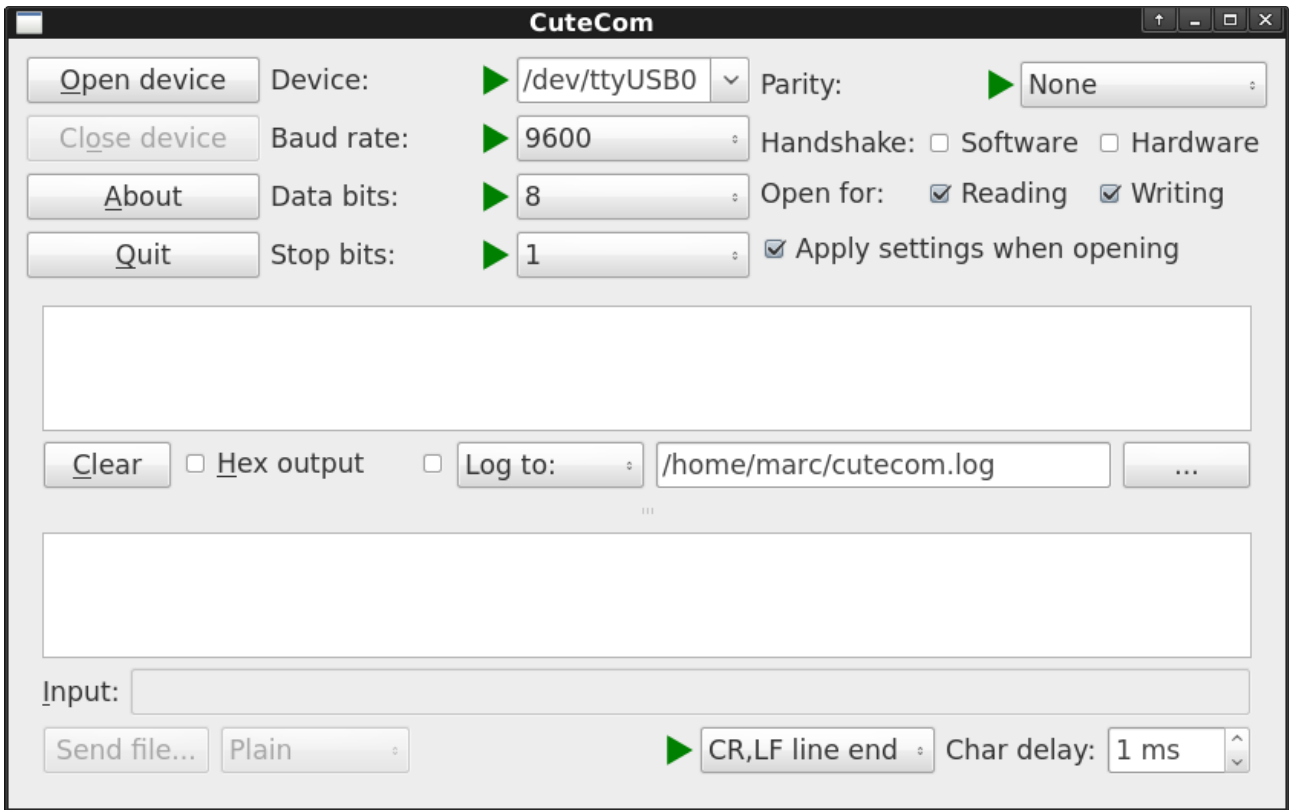 CuteCom
Open device Device: /dev/ttyUSB0 Parity: None
Close device Baud rate: 9600 Handshake: Software Hardware
About Data bits: 8 Open for: Reading Writing
Quit Stop bits: 1 Apply settings when opening
Clear Hex output Log to: /home/marc/cutecom.log ...
Input:
Send file... Plain CR,LF line end Char delay: 1 ms